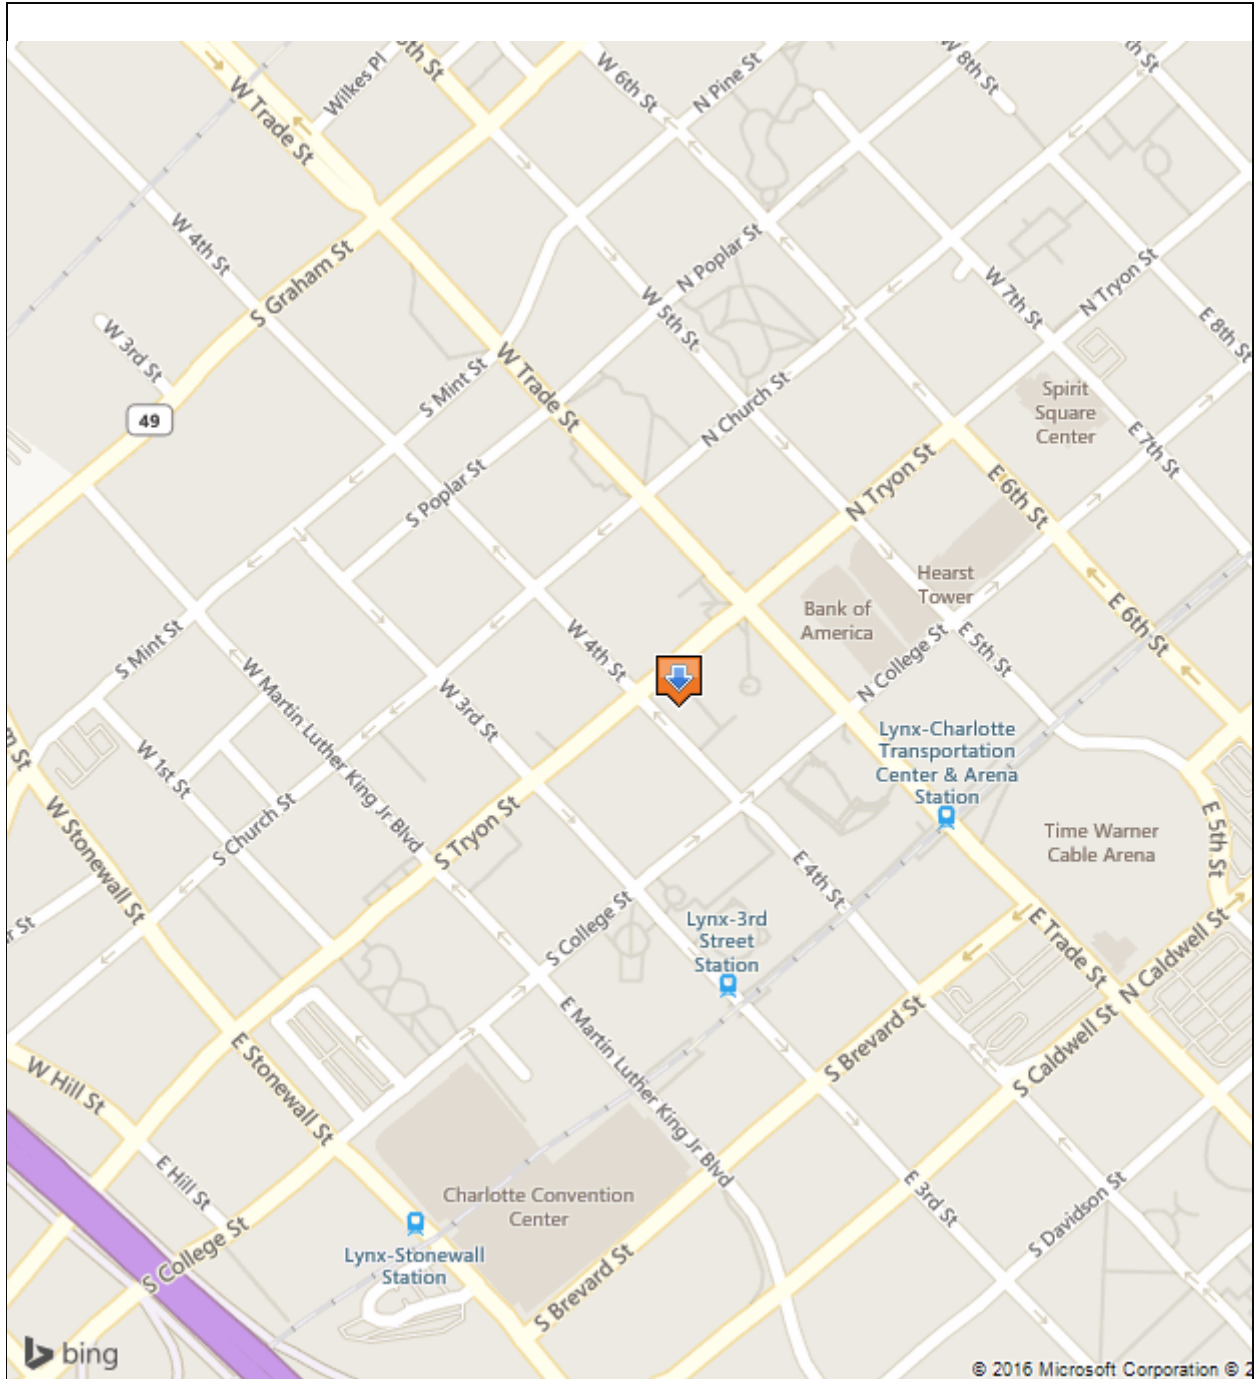 W Trade St
Wilkes Pl
W 6th St
N Pine St
W 8th St
W 4th St
S Graham St
N Poplar St
W 5th St
W 7th St
N Tryon St
E 8th St
W 3rd St
49
S Mint St
W Trade St
N Church St
Spirit
Square
Center
E 7th St
S Poplar St
N Tryon St
E 6th St
Hearst
Tower
Bank of
America
E 6th St
S Mint St
W 4th St
E 5th St
N College St
W Martin Luther King Jr Blvd
W 3rd St
W 1st St
Lynx-Charlotte
Transportation
Center & Arena
Station
S Church St
S Tryon St
W Stonewall St
Time Warner
Cable Arena
E 5th St
E 4th St
S College St
Lynx-3rd
Street
Station
E Trade St
N Caldwell St
E Martin Luther King Jr Blvd
S Brevard St
S Caldwell St
W Hill St
E Stonewall St
E Hill St
Charlotte Convention
Center
E 3rd St
S Davidson St
S College St
Lynx-Stonewall
Station
S Brevard St
bing
© 2016 Microsoft Corporation ©